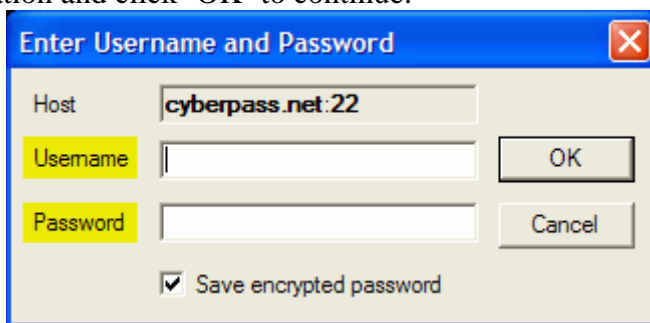 and click "OK" to continue.
Enter Username and Password
Host cyberpass.net:22
Username OK
Password Cancel
Save encrypted password